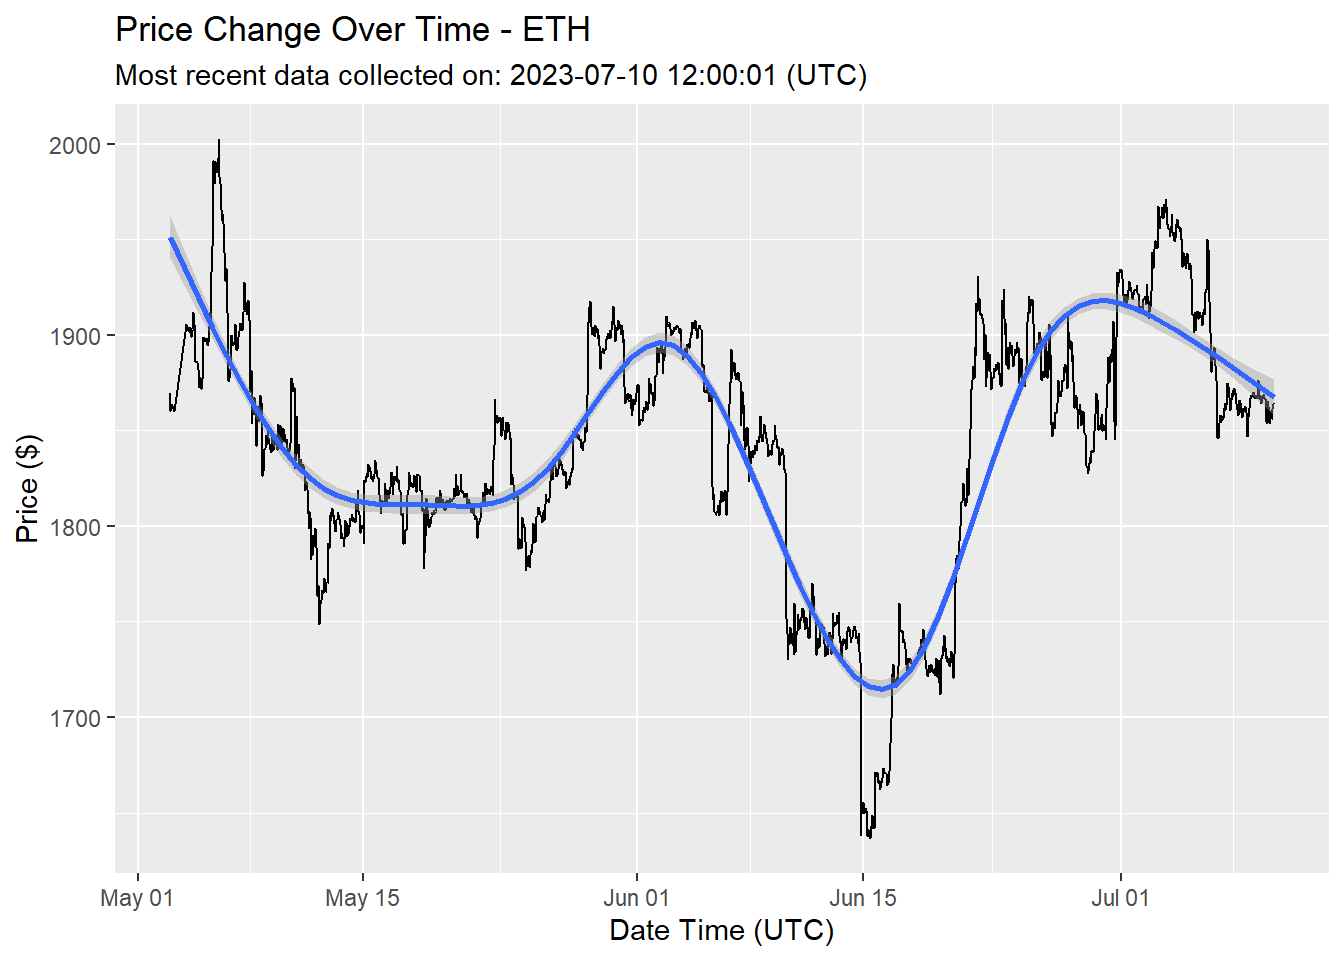 Price Change Over Time - ETH
Most recent data collected on: 2023-07-10 12:00:01 (UTC)
2000
1900
1800
1700
Price ($)
May 01
May 15
Jun 01
Jun 15
Jul 01
Date Time (UTC)